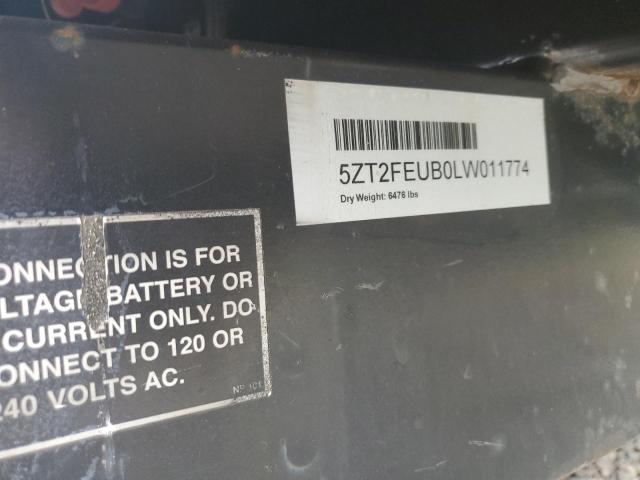 5ZT2FEUB0LW011774
Dry Weight: 6476 lbs
ONNECTION IS FOR
LTAGE BATTERY OR
CURRENT ONLY. DO
ONNECT TO 120 OR
240 VOLTS AC.